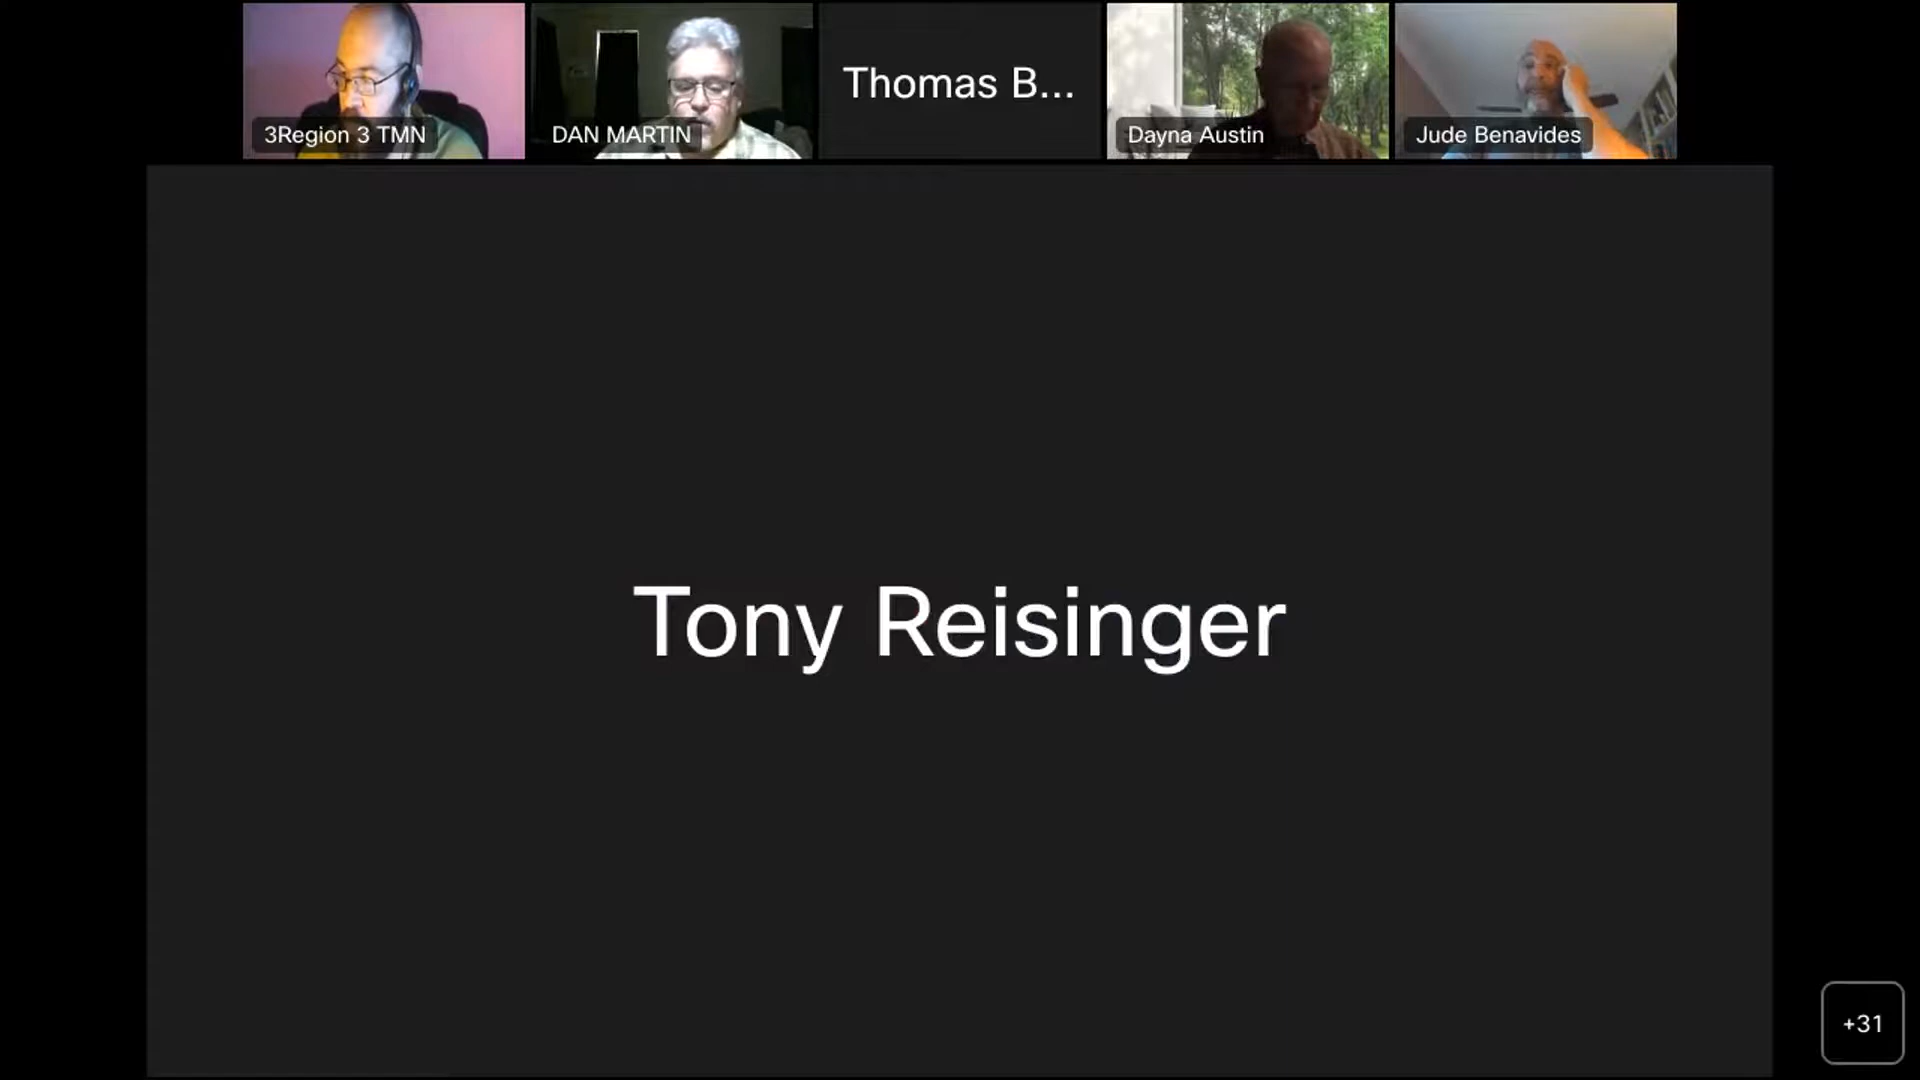 3Region 3 TMN
DAN MARTIN
Thomas B...
Dayna Austin
Jude Benavides
Tony Reisinger
+31